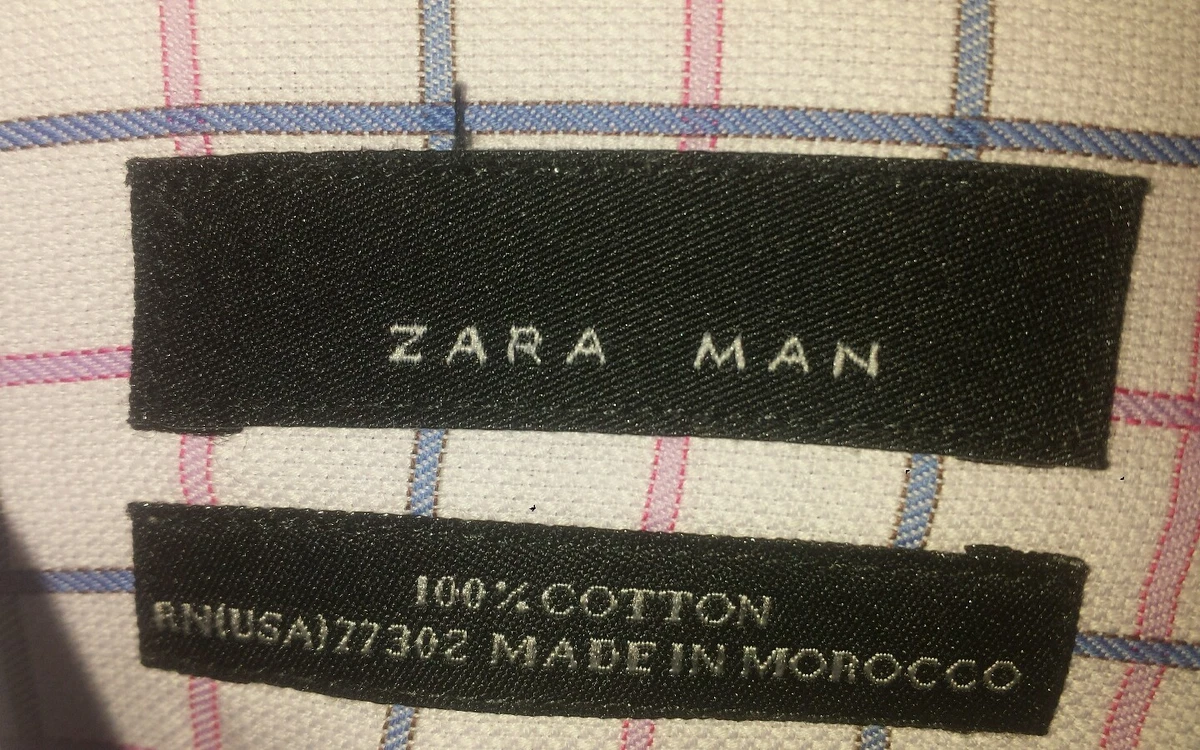 ZARA MAN
100% COTTON
RN(USA)77302 MADE IN MOROCCO